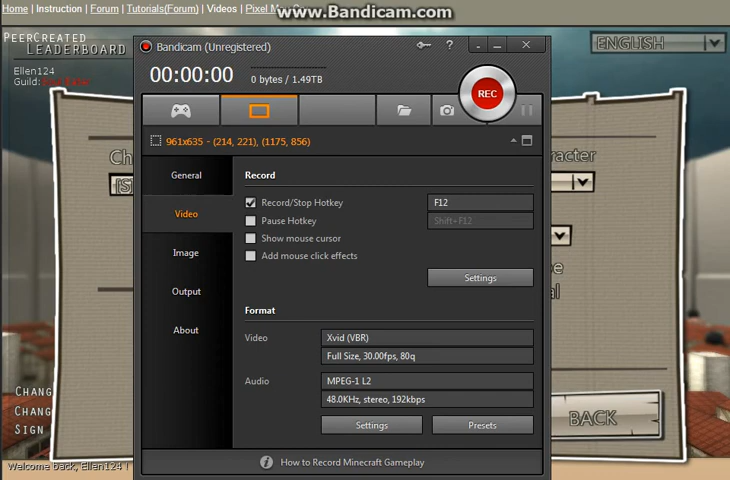 Home | Instruction | Forum | Tutorials(Forum) | Videos | Pixel
www.Bandicam.com
PEERCREATED
LEADERBOARD
ENGLISH
Ellen124
Guild:
Bandicam (Unregistered)
00:00:00
0 bytes / 1.49TB
REC
961x635 - (214, 221), (1175, 856)
General
Video
Image
Output
About
Record
Record/Stop Hotkey
F12
Pause Hotkey
Shift+F12
Show mouse cursor
Add mouse click effects
Settings
Format
Video
Xvid (VBR)
Full Size, 30.00fps, 80q
Audio
MPEG-1 L2
48.0KHz, stereo, 192kbps
Settings
Presets
How to Record Minecraft Gameplay
CHANG
CHANG
SIGN
BACK
Welcome back, Ellen124 !